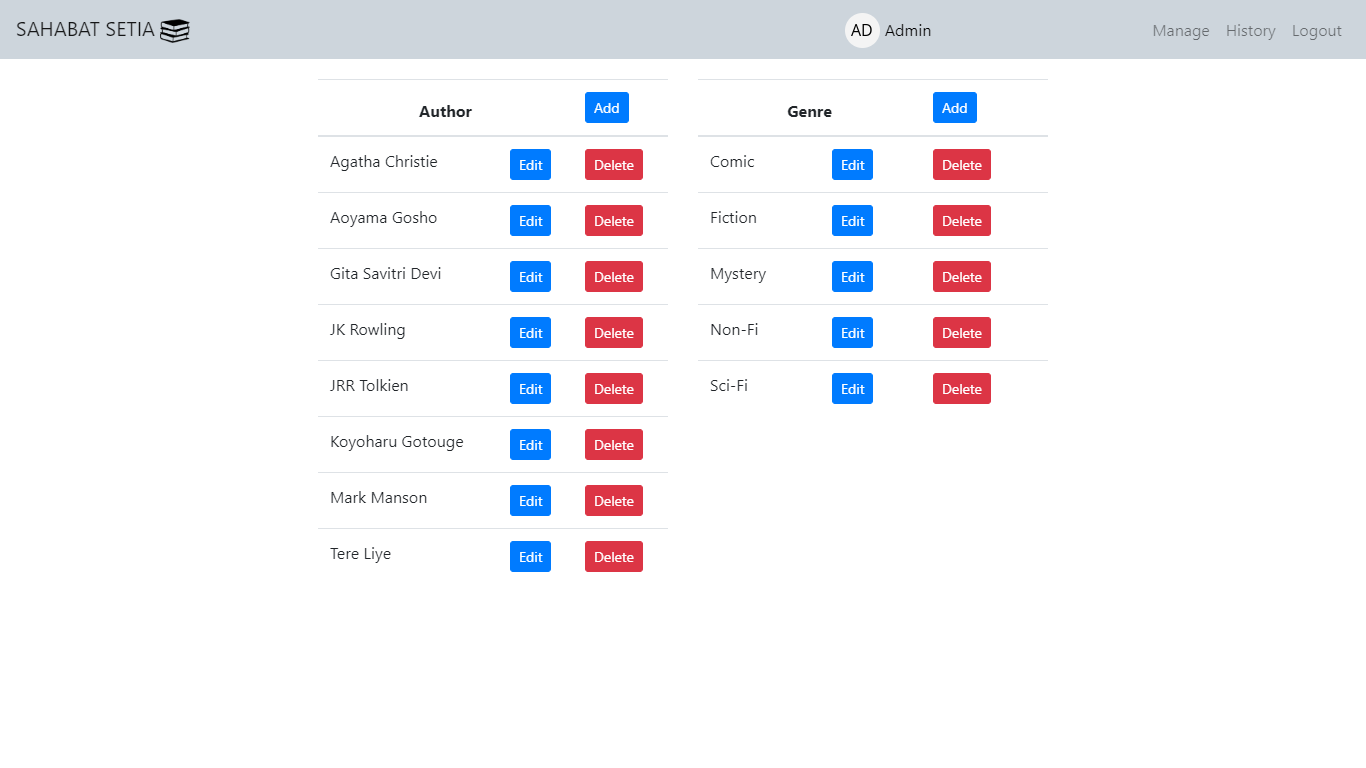 SAHABAT SETIA
AD Admin
Manage History Logout
Author Add
Agatha Christie Edit Delete
Aoyama Gosho Edit Delete
Gita Savitri Devi Edit Delete
JK Rowling Edit Delete
JRR Tolkien Edit Delete
Koyoharu Gotouge Edit Delete
Mark Manson Edit Delete
Tere Liye Edit Delete
Genre Add
Comic Edit Delete
Fiction Edit Delete
Mystery Edit Delete
Non-Fi Edit Delete
Sci-Fi Edit Delete